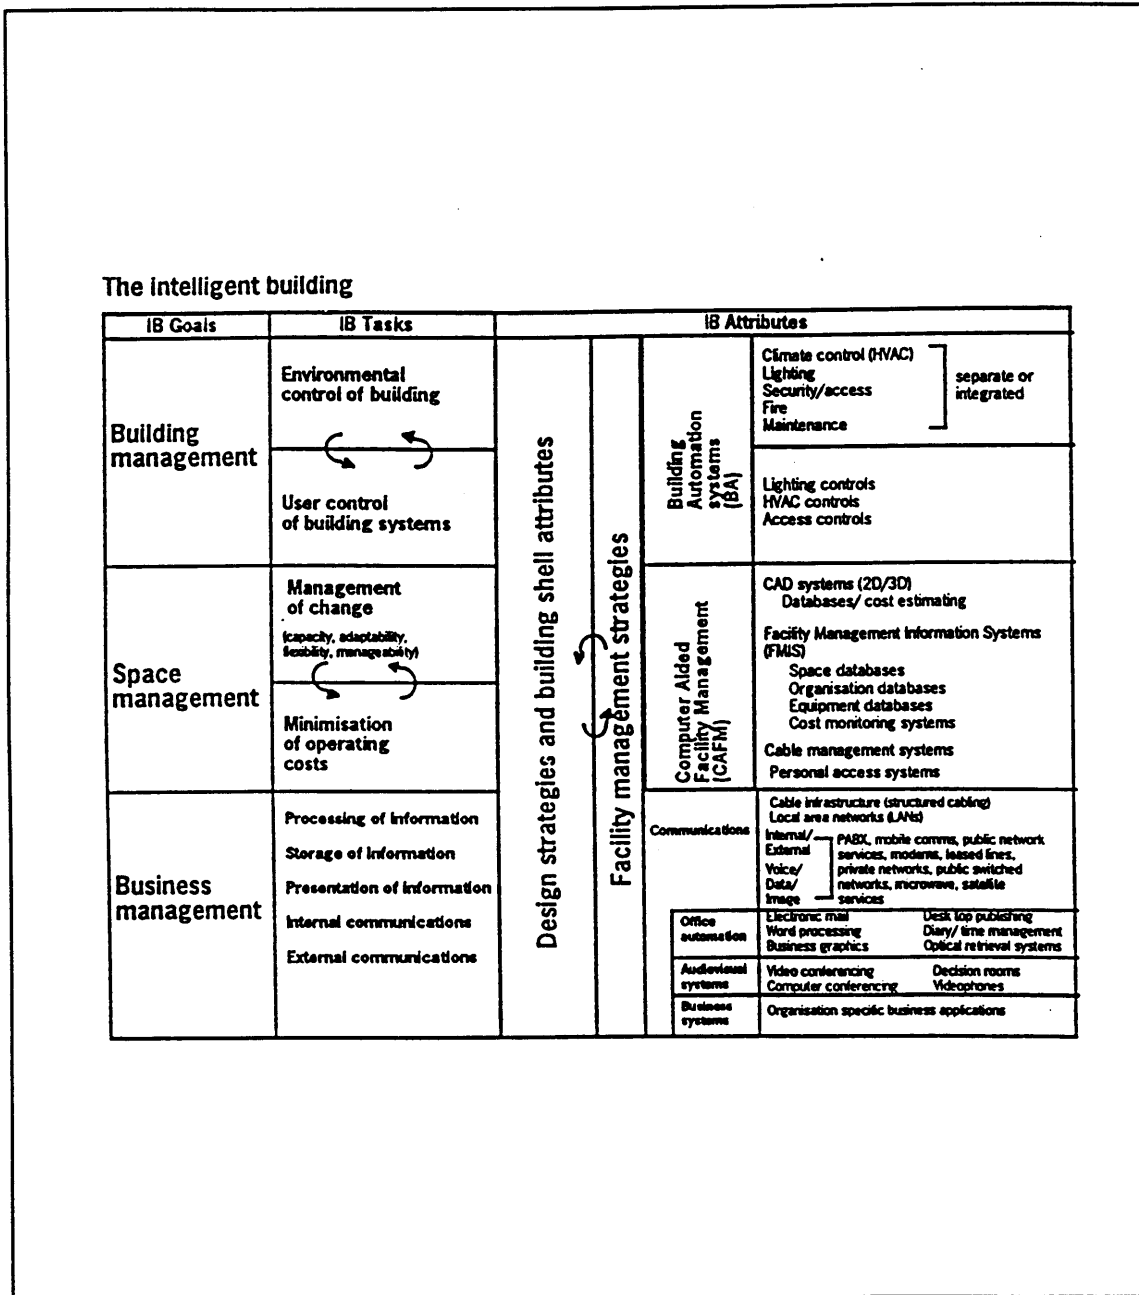 The intelligent building
IB Goals
IB Tasks
IB Attributes
Building
management
Environmental
control of building
User control
of building systems
Space
management
Management
of change
(capacity, adaptability,
flexibility, manageability)
Minimisation
of operating
costs
Business
management
Processing of Information
Storage of Information
Presentation of Information
Internal communications
External communications
Design strategies and building shell attributes
Facility management strategies
Building
Automation
systems
(BA)
Climate control (HVAC)
Lighting
Security/access
Fire
Maintenance
separate or
integrated
Lighting controls
HVAC controls
Access controls
Computer Aided
Facility Management
(CAFM)
CAD systems (2D/3D)
Databases/ cost estimating
Facility Management Information Systems
(FMIS)
Space databases
Organisation databases
Equipment databases
Cost monitoring systems
Cable management systems
Personal access systems
Communications
Cable infrastructure (structured cabling)
Local area networks (LANs)
Internal/
External
Voice/
Data/
Image
PABX, mobile comms, public network
services, modems, leased lines,
private networks, public switched
networks, microwave, satellite
services
Office
automation
Electronic mail
Word processing
Business graphics
Desk top publishing
Diary/ time management
Optical retrieval systems
Audiovisual
systems
Video conferencing
Computer conferencing
Decision rooms
Videophones
Business
systems
Organisation specific business applications